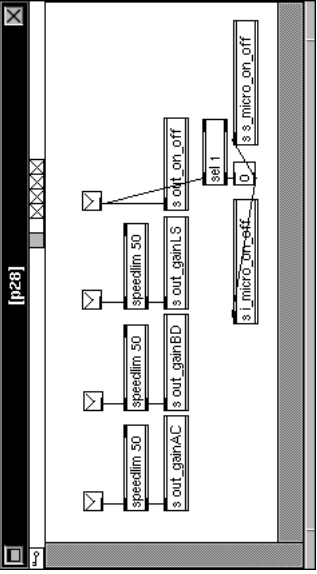 [p28]
speedlim 50
s out_gainAC
speedlim 50
s out_gainBD
speedlim 50
s out_gainLS
s out_on_off
sel 1
0
s i_micro_on_off
s s_micro_on_off